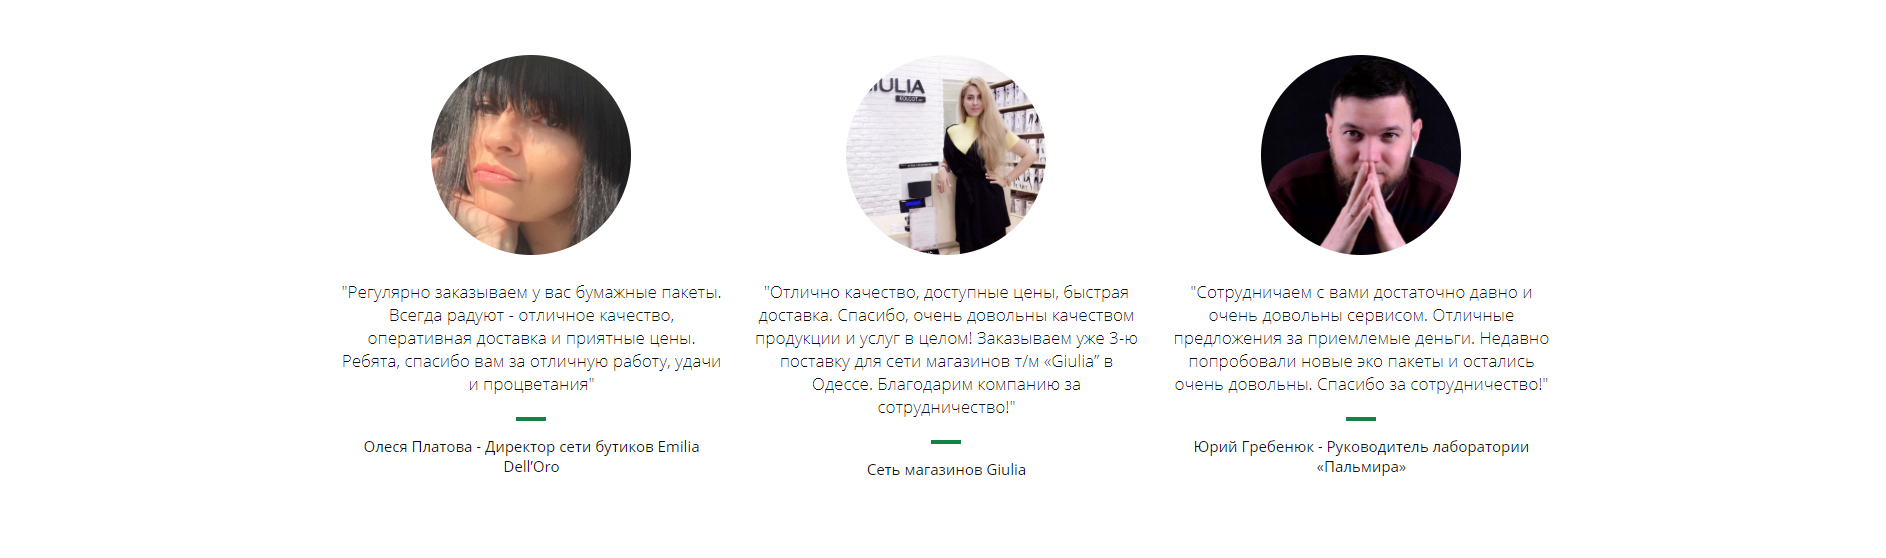 GIULIA
"Регулярно заказываем у вас бумажные пакеты.
Всегда радуют - отличное качество,
оперативная доставка и приятные цены.
Ребята, спасибо вам за отличную работу, удачи
и процветания"
Олеся Платова - Директор сети бутиков Emilia
Dell'Oro
"Отлично качество, доступные цены, быстрая
доставка. Спасибо, очень довольны качеством
продукции и услуг в целом! Заказываем уже 3-ю
поставку для сети магазинов т/м «Giulia” в
Одессе. Благодарим компанию за
сотрудничество!"
Сеть магазинов Giulia
"Сотрудничаем с вами достаточно давно и
очень довольны сервисом. Отличные
предложения за приемлемые деньги. Недавно
попробовали новые эко пакеты и остались
очень довольны. Спасибо за сотрудничество!"
Юрий Гребенюк - Руководитель лаборатории
«Пальмира»